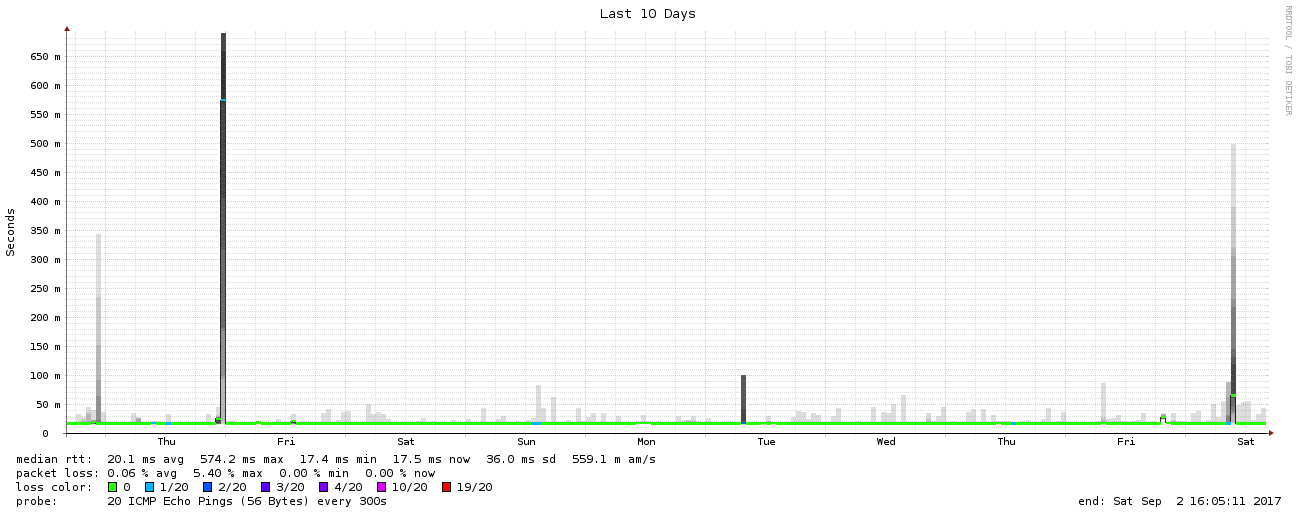 Last 10 Days
RRDTOOL / TOBI OETIKER
Seconds
650 m
600 m
550 m
500 m
450 m
400 m
350 m
300 m
250 m
200 m
150 m
100 m
50 m
0
Thu Fri Sat Sun Mon Tue Wed Thu Fri Sat
median rtt: 20.1 ms avg 574.2 ms max 17.4 ms min 17.5 ms now 36.0 ms sd 559.1 m am/s
packet loss: 0.06 % avg 5.40 % max 0.00 % min 0.00 % now
loss color: 0 1/20 2/20 3/20 4/20 10/20 19/20
probe: 20 ICMP Echo Pings (56 Bytes) every 300s end: Sat Sep 2 16:05:11 2017